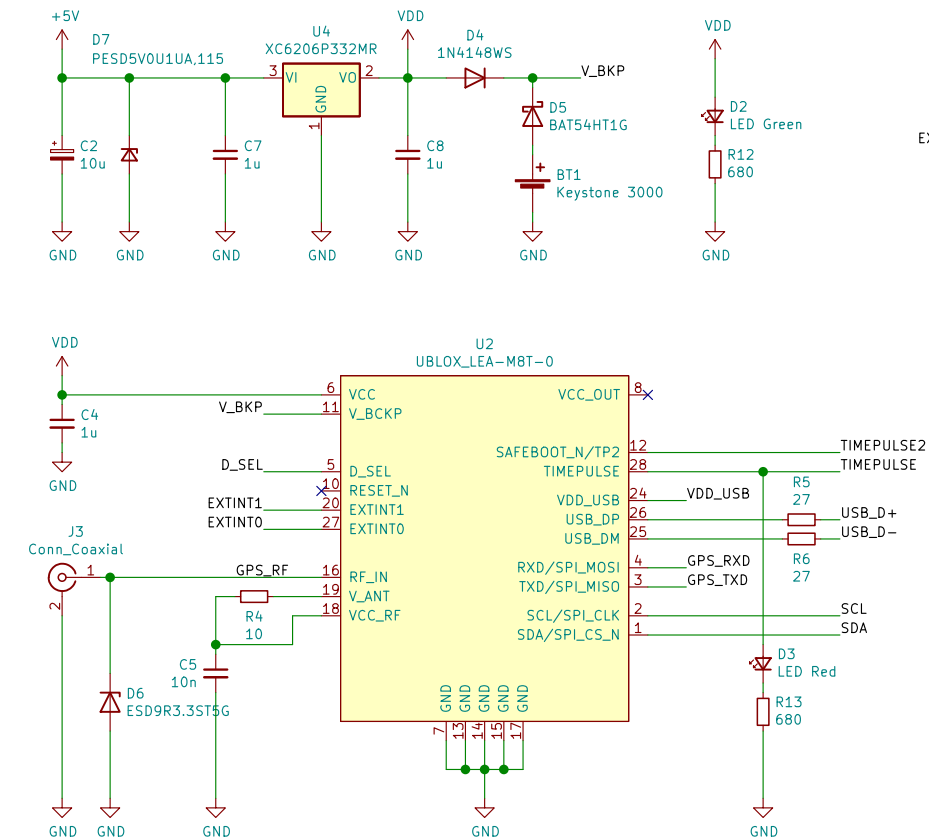 +5V
D7
PESD5V0U1UA,115
U4
XC6206P332MR
VDD
D4
1N4148WS
VDD
3 VI VO 2
GND
1
V_BKP
C2
10u
C7
1u
C8
1u
D5
BAT54HT1G
BT1
Keystone 3000
D2
LED Green
R12
680
GND GND GND GND GND GND GND
VDD
U2
UBLOX_LEA-M8T-0
C4
1u
GND
V_BKP
D_SEL
EXTINT1
EXTINT0
6 VCC
11 V_BCKP
5 D_SEL
10 RESET_N
20 EXTINT1
27 EXTINT0
16 RF_IN
19 V_ANT
18 VCC_RF
VCC_OUT 8
SAFEBOOT_N/TP2 12 TIMEPULSE2
TIMEPULSE 28 TIMEPULSE
VDD_USB 24 VDD_USB
USB_DP 26 USB_D+
USB_DM 25 USB_D-
RXD/SPI_MOSI 4 GPS_RXD
TXD/SPI_MISO 3 GPS_TXD
SCL/SPI_CLK 2 SCL
SDA/SPI_CS_N 1 SDA
R5
27
R6
27
J3
Conn_Coaxial
1
2
GPS_RF
R4
10
C5
10n
D6
ESD9R3.3ST5G
GND GND GND GND GND
7 13 14 15 17
D3
LED Red
R13
680
GND GND GND GND GND